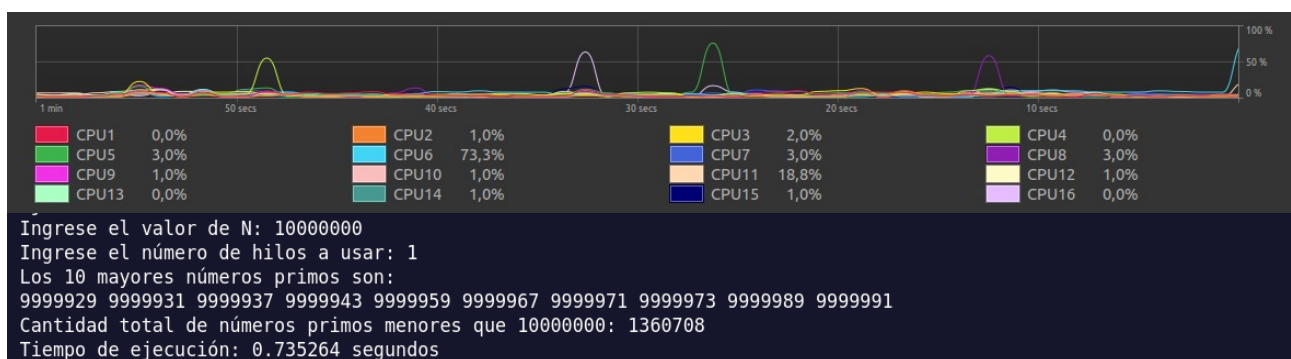 100 %
50 %
0 %
1 min 50 secs 40 secs 30 secs 20 secs 10 secs
CPU1 0,0% CPU2 1,0% CPU3 2,0% CPU4 0,0%
CPU5 3,0% CPU6 73,3% CPU7 3,0% CPU8 3,0%
CPU9 1,0% CPU10 1,0% CPU11 18,8% CPU12 1,0%
CPU13 0,0% CPU14 1,0% CPU15 1,0% CPU16 0,0%
Ingrese el valor de N: 10000000
Ingrese el número de hilos a usar: 1
Los 10 mayores números primos son:
9999929 9999931 9999937 9999943 9999959 9999967 9999971 9999973 9999989 9999991
Cantidad total de números primos menores que 10000000: 1360708
Tiempo de ejecución: 0.735264 segundos